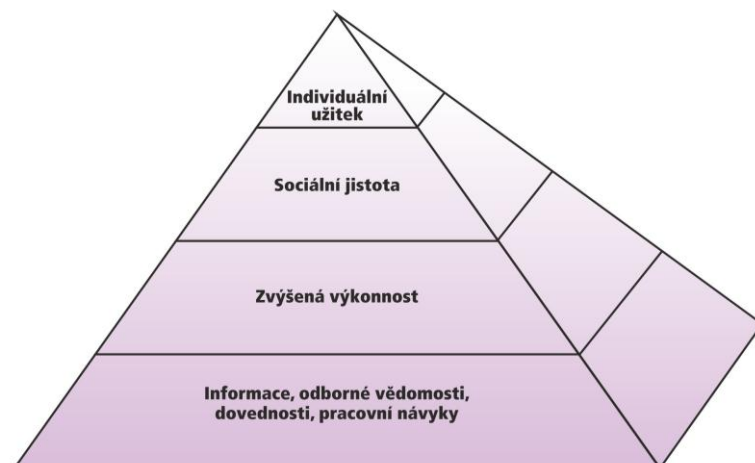 Individuální
užitek
Sociální jistota
Zvýšená výkonnost
Informace, odborné vědomosti,
dovednosti, pracovní návyky